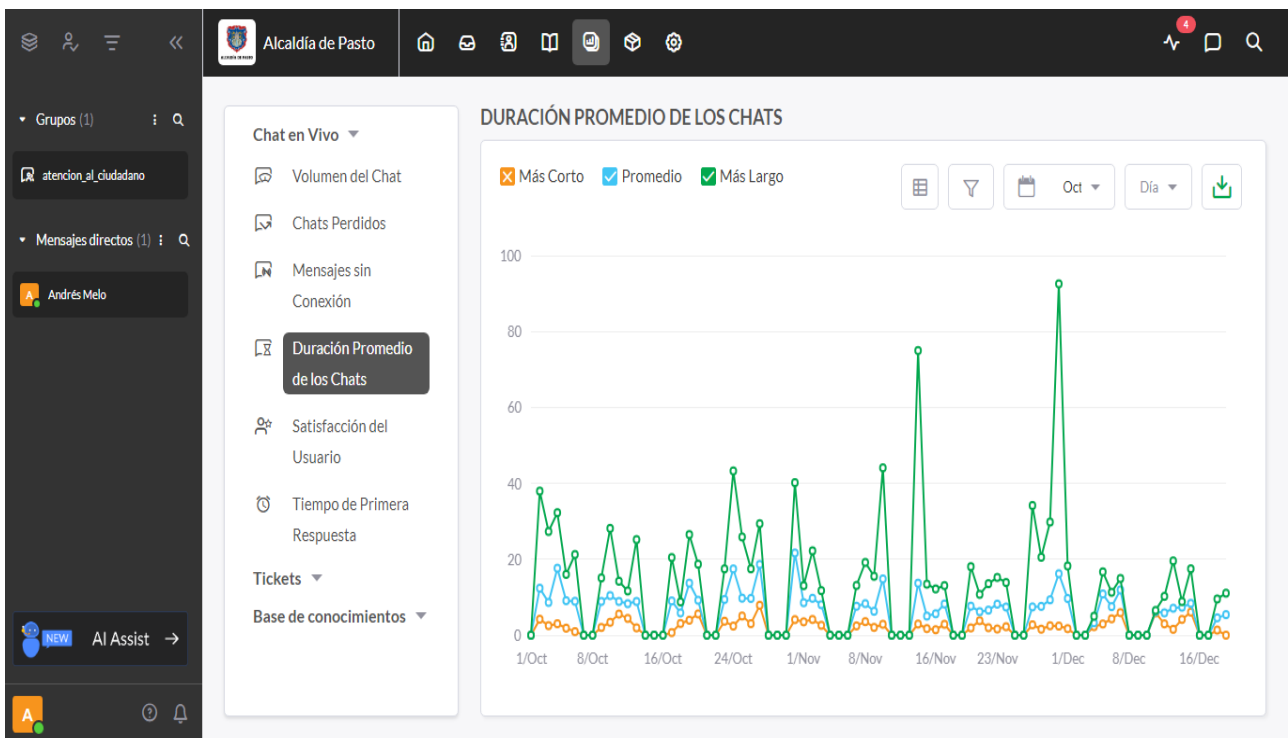 Alcaldía de Pasto
4
Grupos (1)
atencion_al_ciudadano
Mensajes directos (1)
A
Andrés Melo
NEW
AI Assist
A
Chat en Vivo
Volumen del Chat
Chats Perdidos
Mensajes sin
Conexión
Duración Promedio
de los Chats
Satisfacción del
Usuario
Tiempo de Primera
Respuesta
Tickets
Base de conocimientos
DURACIÓN PROMEDIO DE LOS CHATS
Más Corto
Promedio
Más Largo
Oct
Día
100
80
60
40
20
0
1/Oct
8/Oct
16/Oct
24/Oct
1/Nov
8/Nov
16/Nov
23/Nov
1/Dec
8/Dec
16/Dec